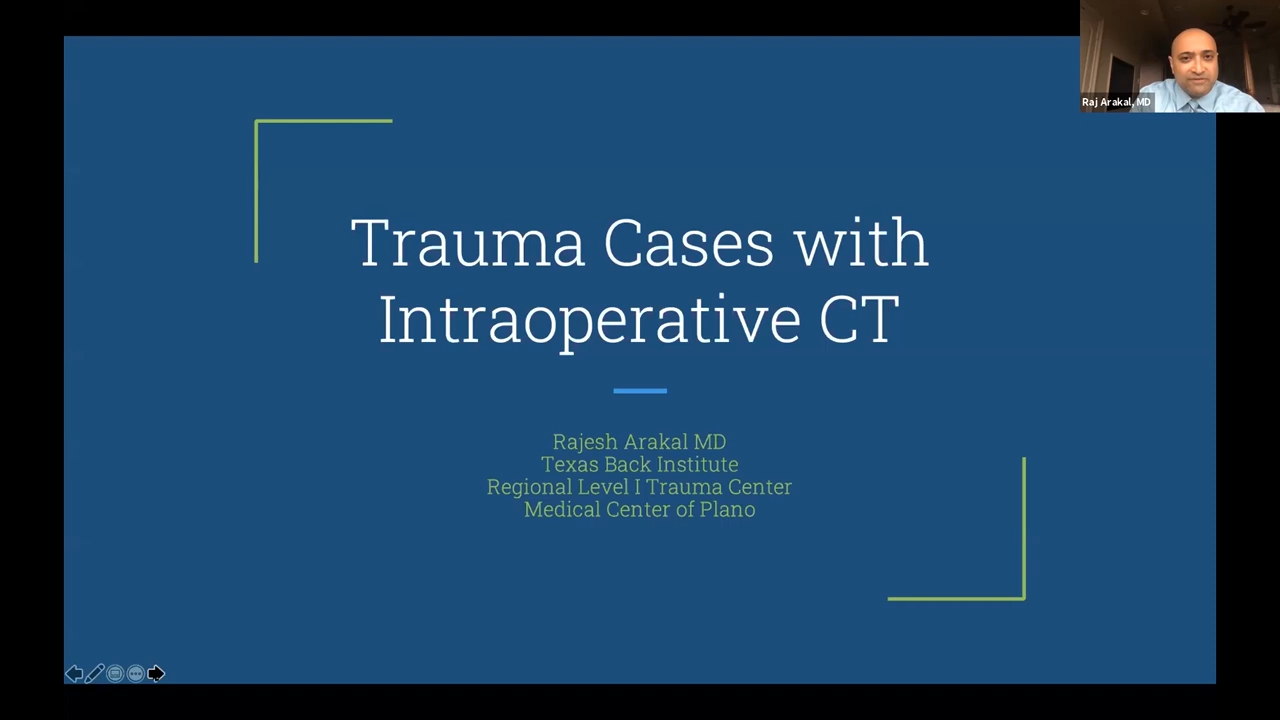 Raj Arakal, MD
Trauma Cases with
Intraoperative CT
Rajesh Arakal MD
Texas Back Institute
Regional Level I Trauma Center
Medical Center of Plano